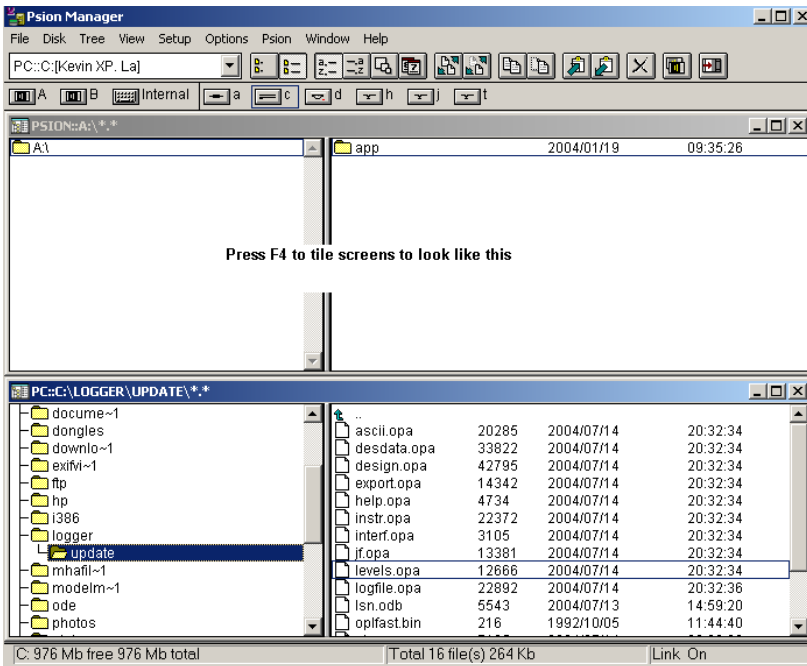 Psion Manager
File Disk Tree View Setup Options Psion Window Help
PC::C:[Kevin XP. La]
A B Internal a c d h j t
PSION::A:\*.*
A:\ app 2004/01/19 09:35:26
Press F4 to tile screens to look like this
PC::C:\LOGGER\UPDATE\*.*
docume~1 ..
dongles ascii.opa 20285 2004/07/14 20:32:34
downlo~1 desdata.opa 33822 2004/07/14 20:32:34
exifvi~1 design.opa 42795 2004/07/14 20:32:34
ftp export.opa 14342 2004/07/14 20:32:34
hp help.opa 4734 2004/07/14 20:32:34
i386 instr.opa 22372 2004/07/14 20:32:34
logger interf.opa 3105 2004/07/14 20:32:34
update jf.opa 13381 2004/07/14 20:32:34
mhafil~1 levels.opa 12666 2004/07/14 20:32:34
modelm~1 logfile.opa 22892 2004/07/14 20:32:36
ode lsn.odb 5543 2004/07/13 14:59:20
photos oplfast.bin 216 1992/10/05 11:44:40
C: 976 Mb free 976 Mb total Total 16 file(s) 264 Kb Link On